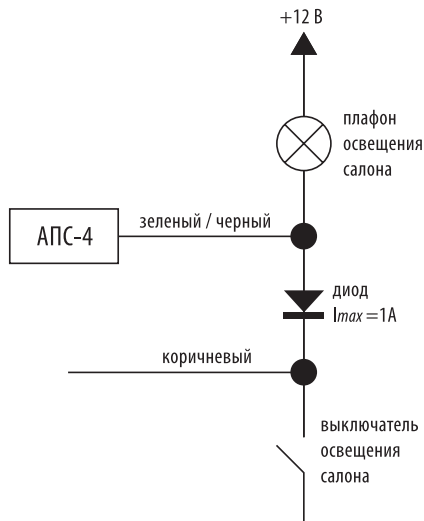 +12 В
плафон
освещения
салона
зеленый / черный
АПС-4
диод
Imax =1А
коричневый
выключатель
освещения
салона